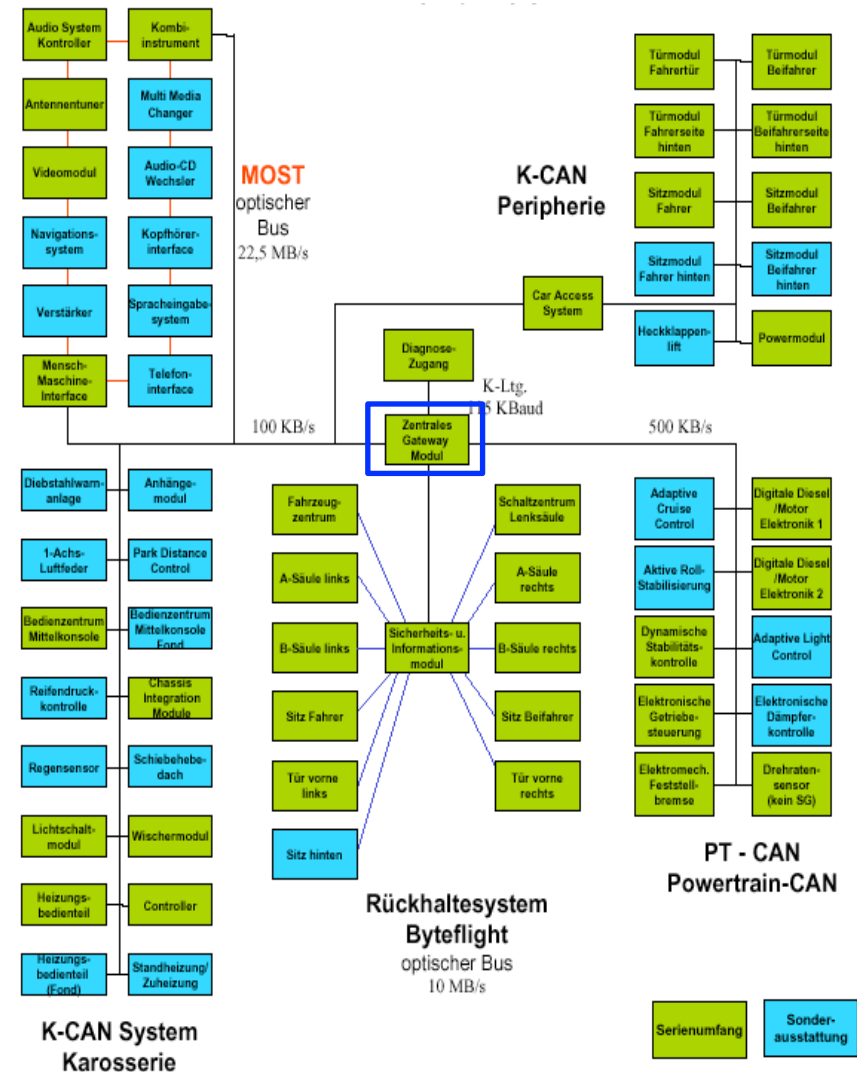 Audio System
Kontroller
Kombi-
instrument
Antennentuner
Multi Media
Changer
Videomodul
Audio-CD
Wechsler
Navigations-
system
Kopfhörer-
interface
Verstärker
Spracheingabe-
system
Mensch-
Maschine-
Interface
Telefon-
interface
MOST
optischer
Bus
22,5 MB/s
K-CAN
Peripherie
Türmodul
Fahrertür
Türmodul
Beifahrer
Türmodul
Fahrerseite
hinten
Türmodul
Beifahrerseite
hinten
Sitzmodul
Fahrer
Sitzmodul
Beifahrer
Sitzmodul
Fahrer hinten
Sitzmodul
Beifahrer
hinten
Heckklappen-
lift
Powermodul
Car Access
System
Diagnose-
Zugang
K-Ltg.
115 KBaud
Zentrales
Gateway
Modul
100 KB/s
500 KB/s
Diebstahlwarn-
anlage
Anhänge-
modul
1-Achs-
Luftfeder
Park Distance
Control
Bedienzentrum
Mittelkonsole
Bedienzentrum
Mittelkonsole
Fond
Reifendruck-
kontrolle
Chassis
Integration
Module
Regensensor
Schiebehebe-
dach
Lichtschalt-
modul
Wischermodul
Heizungs-
bedienteil
Controller
Heizungs-
bedienteil
(Fond)
Standheizung/
Zuheizung
K-CAN System
Karosserie
Fahrzeug-
zentrum
Schaltzentrum
Lenksäule
A-Säule links
A-Säule
rechts
B-Säule links
Sicherheits- u.
Informations-
modul
B-Säule rechts
Sitz Fahrer
Sitz Beifahrer
Tür vorne
links
Tür vorne
rechts
Sitz hinten
Rückhaltesystem
Byteflight
optischer Bus
10 MB/s
Adaptive
Cruise
Control
Digitale Diesel
/Motor
Elektronik 1
Aktive Roll-
Stabilisierung
Digitale Diesel
/Motor
Elektronik 2
Dynamische
Stabilitäts-
kontrolle
Adaptive Light
Control
Elektronische
Getriebe-
steuerung
Elektronische
Dämpfer-
kontrolle
Elektromech.
Feststell-
bremse
Drehraten-
sensor
(kein SG)
PT - CAN
Powertrain-CAN
Serienumfang
Sonder-
ausstattung